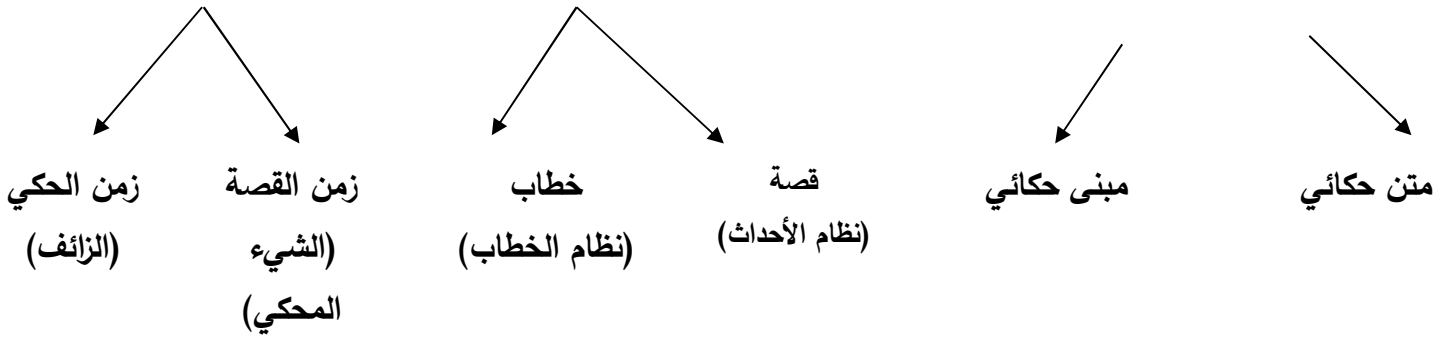 متن حكائي
مبنى حكائي
قصة
(نظام الأحداث)
خطاب
(نظام الخطاب)
زمن القصة
(الشيء
المحكي)
زمن الحكي
(الزائف)